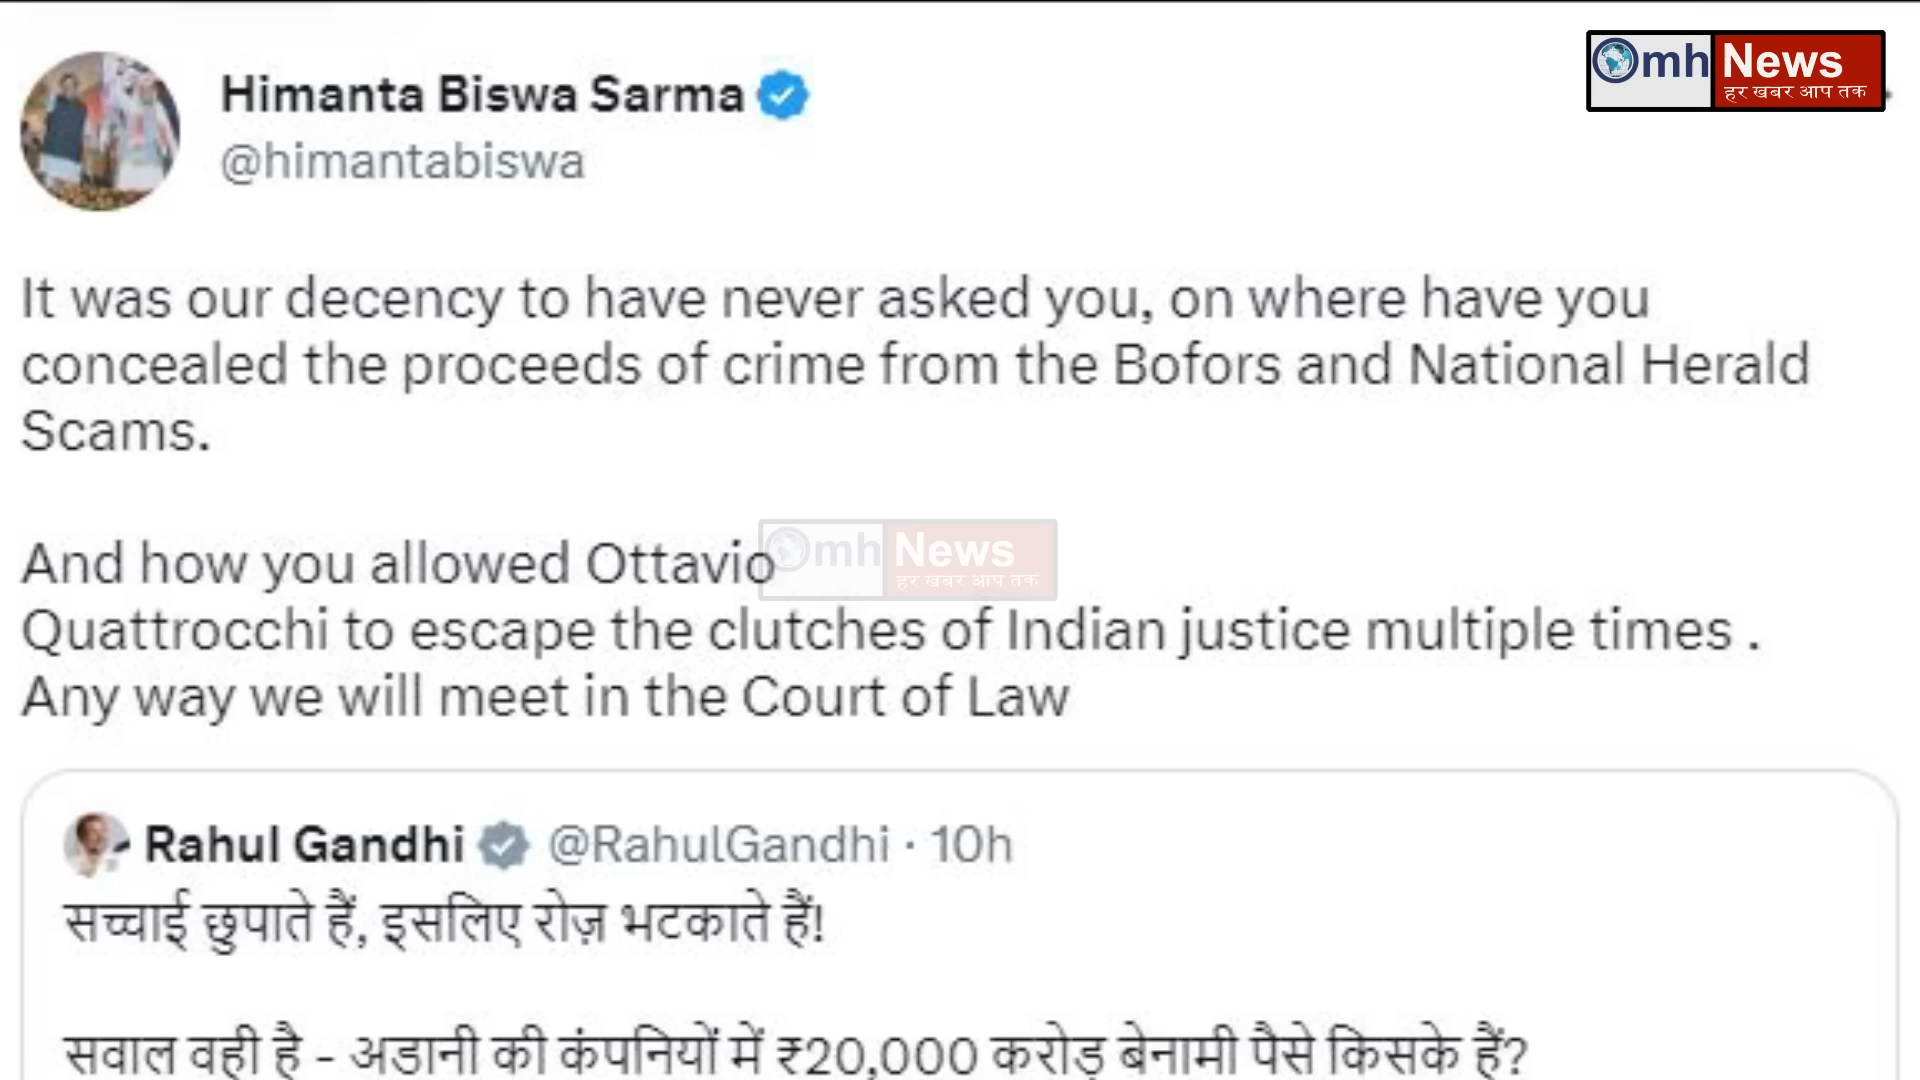 Omh News
हर खबर आप तक
Himanta Biswa Sarma
@himantabiswa
It was our decency to have never asked you, on where have you
concealed the proceeds of crime from the Bofors and National Herald
Scams.
And how you allowed Ottavio
Omh News
हर खबर आप तक
Quattrocchi to escape the clutches of Indian justice multiple times .
Any way we will meet in the Court of Law
Rahul Gandhi @RahulGandhi · 10h
सच्चाई छुपाते हैं, इसलिए रोज़ भटकाते हैं!
सवाल वही है - अडानी की कंपनियों में ₹20,000 करोड़ बेनामी पैसे किसके हैं?